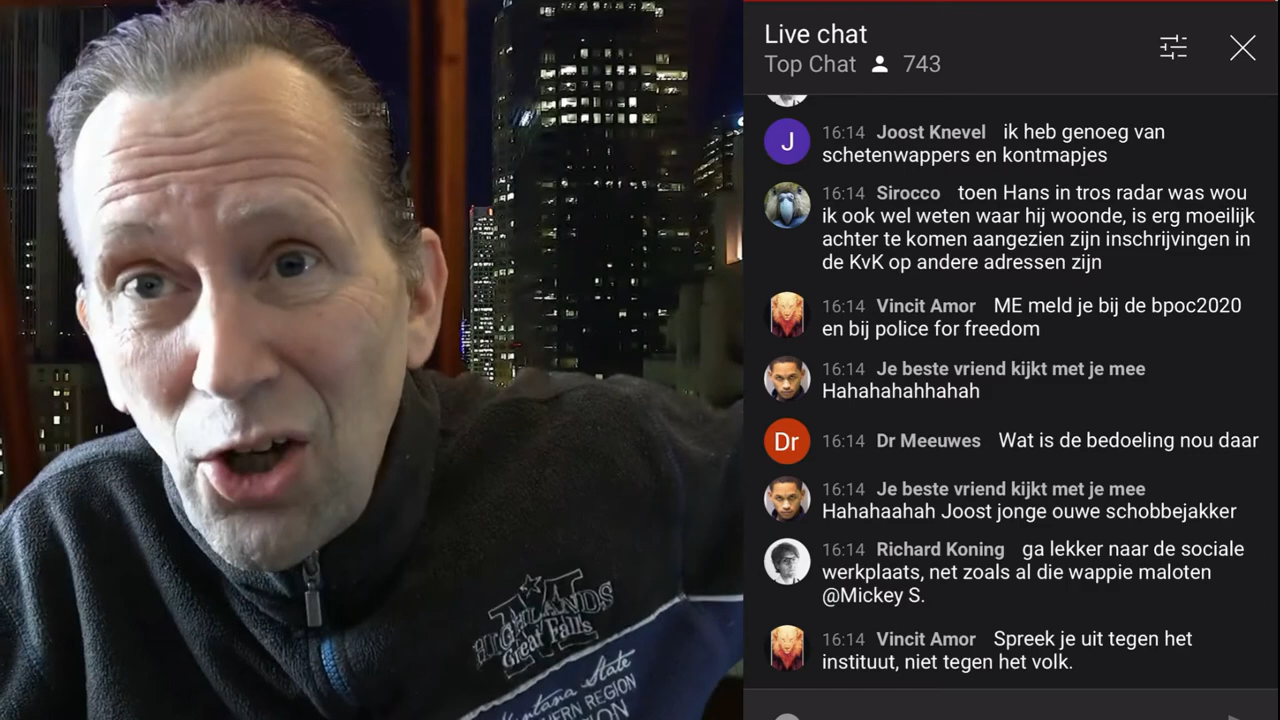 Live chat
Top Chat 743
J
16:14 Joost Knevel ik heb genoeg van
schetenwappers en kontmapjes
16:14 Sirocco toen Hans in tros radar was wou
ik ook wel weten waar hij woonde, is erg moeilijk
achter te komen aangezien zijn inschrijvingen in
de KvK op andere adressen zijn
16:14 Vincit Amor ME meld je bij de bpoc2020
en bij police for freedom
16:14 Je beste vriend kijkt met je mee
Hahahahahhahah
Dr
16:14 Dr Meeuwes Wat is de bedoeling nou daar
16:14 Je beste vriend kijkt met je mee
Hahahaahah Joost jonge ouwe schobbejakker
16:14 Richard Koning ga lekker naar de sociale
werkplaats, net zoals al die wappie maloten
@Mickey S.
16:14 Vincit Amor Spreek je uit tegen het
instituut, niet tegen het volk.
HIGHLANDS
Great Falls
Montana State
REGION